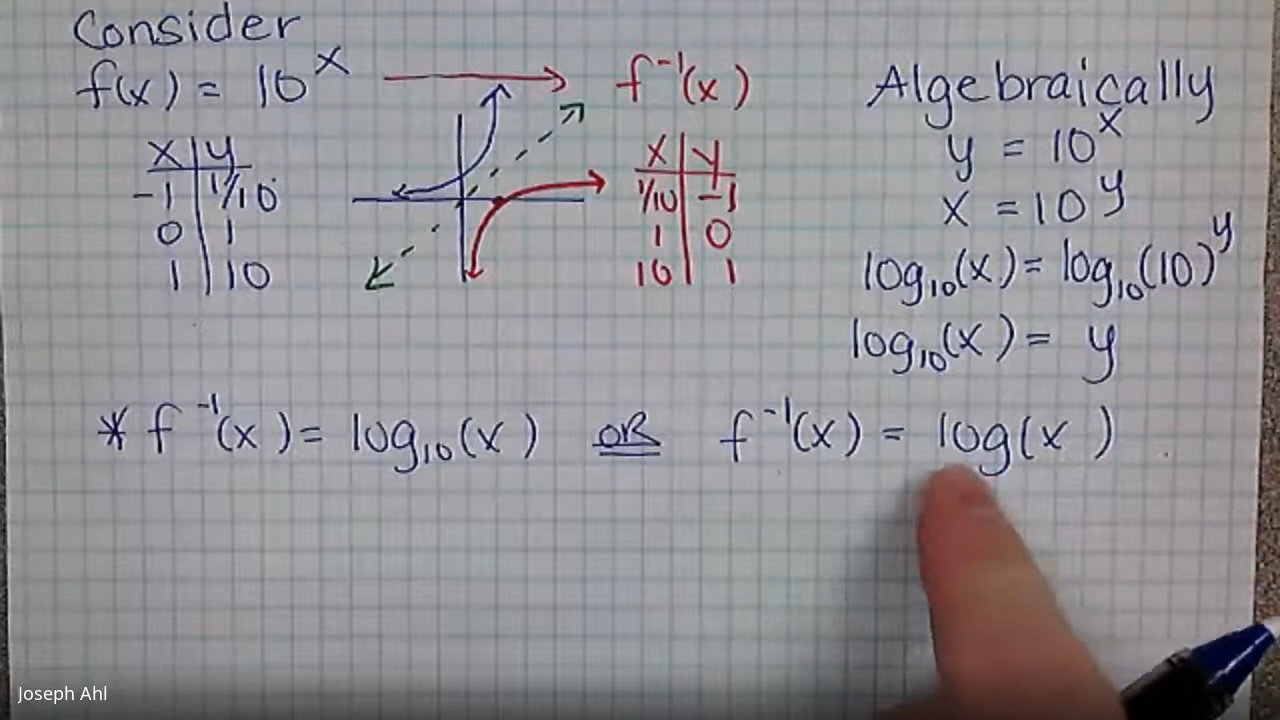 Consider
f(x) = 10^x
x | y
-1 | 1/10
0 | 1
1 | 10
f⁻¹(x)
x | y
1/10 | -1
1 | 0
10 | 1
Algebraically
y = 10^x
x = 10^y
log₁₀(x) = log₁₀(10)^y
log₁₀(x) = y
* f⁻¹(x) = log₁₀(x) OR f⁻¹(x) = log(x)
Joseph Ahl